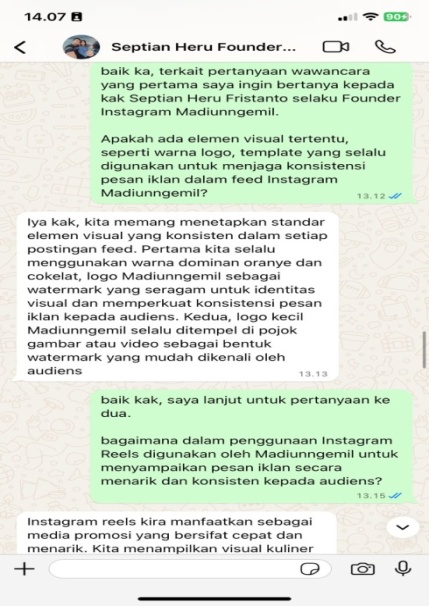 14.07
90+
Septian Heru Founder...
baik ka, terkait pertanyaan wawancara
yang pertama saya ingin bertanya kepada
kak Septian Heru Fristanto selaku Founder
Instagram Madiunngemil.
Apakah ada elemen visual tertentu,
seperti warna logo, template yang selalu
digunakan untuk menjaga konsistensi
pesan iklan dalam feed Instagram
Madiunngemil?
13.12
Iya kak, kita memang menetapkan standar
elemen visual yang konsisten dalam setiap
postingan feed. Pertama kita selalu
menggunakan warna dominan oranye dan
cokelat, logo Madiunngemil sebagai
watermark yang seragam untuk identitas
visual dan memperkuat konsistensi pesan
iklan kepada audiens. Kedua, logo kecil
Madiunngemil selalu ditempel di pojok
gambar atau video sebagai bentuk
watermark yang mudah dikenali oleh
audiens
13.13
baik kak, saya lanjut untuk pertanyaan ke
dua.
bagaimana dalam penggunaan Instagram
Reels digunakan oleh Madiunngemil untuk
menyampaikan pesan iklan secara
menarik dan konsisten kepada audiens?
13.15
Instagram reels kira manfaatkan sebagai
media promosi yang bersifat cepat dan
menarik. Kita menampilkan visual kuliner